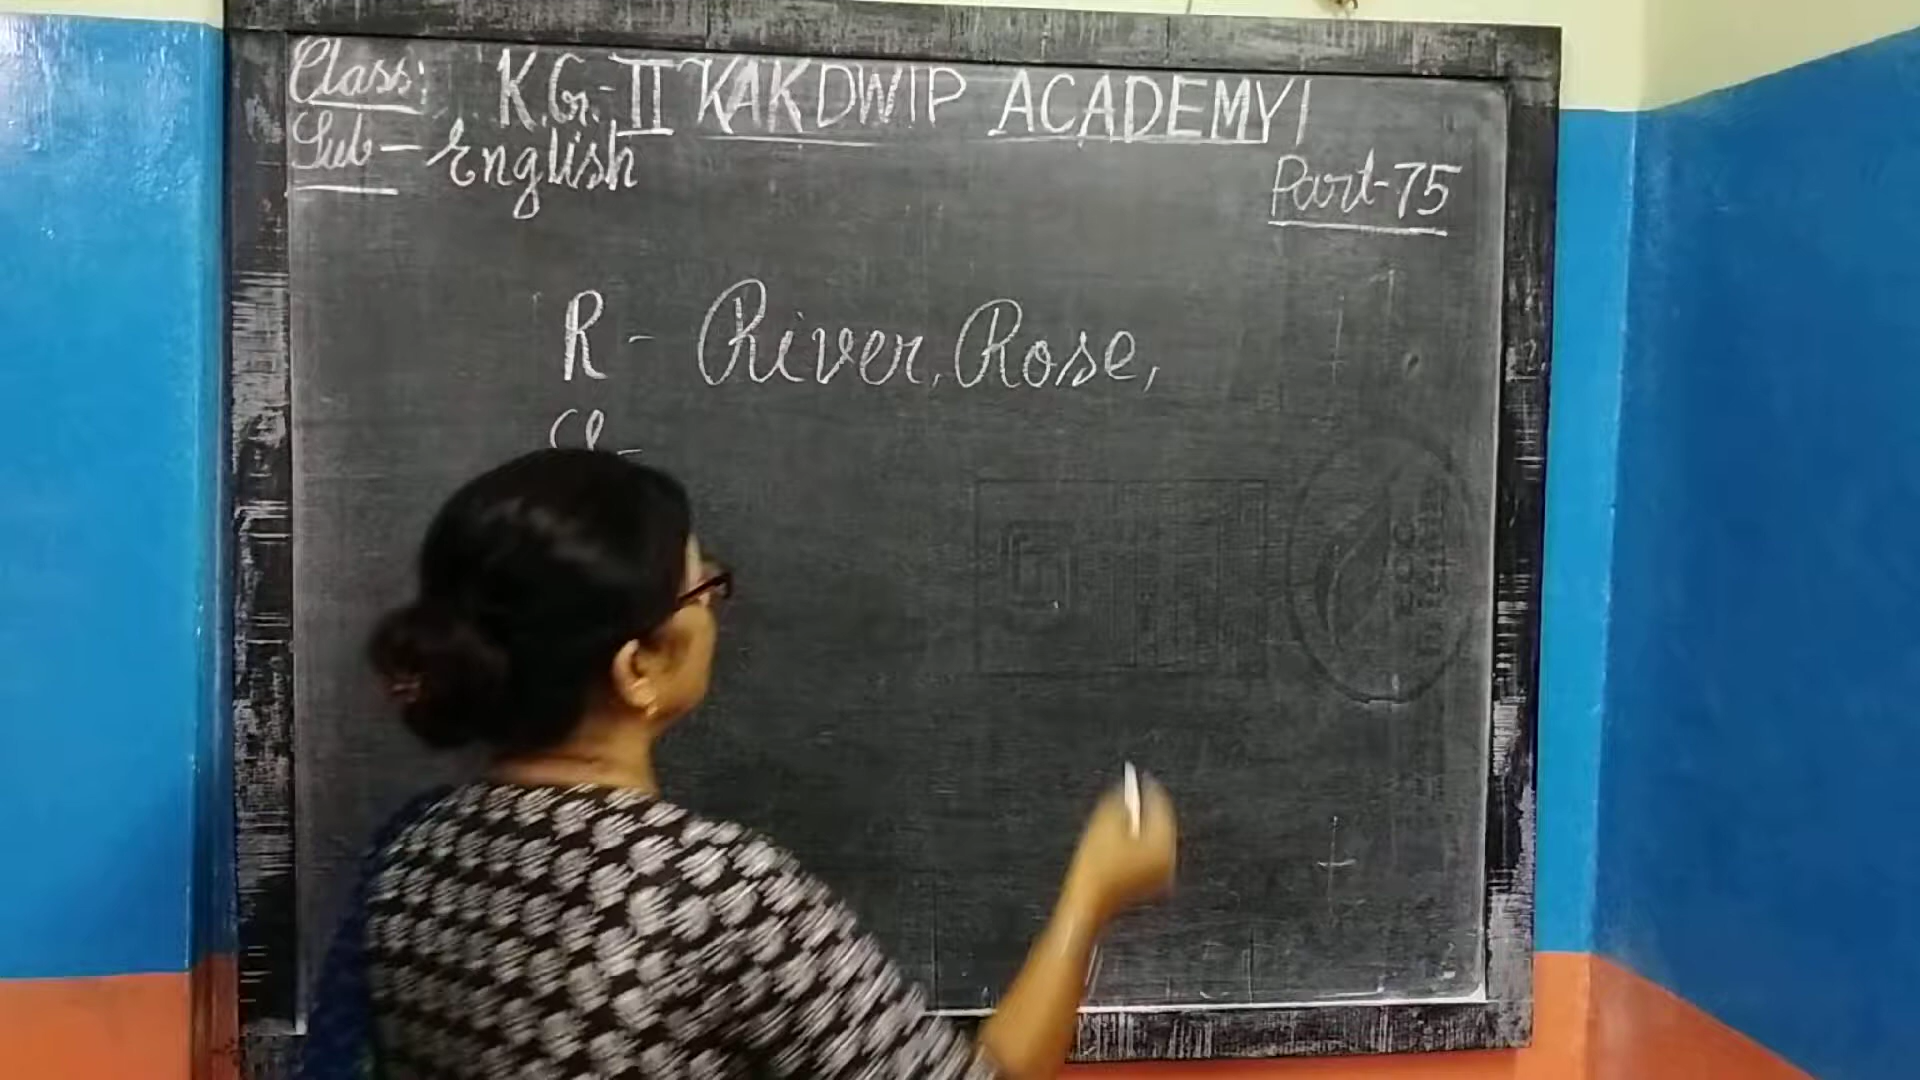 Class: K.G.-II KAKDWIP ACADEMY
Sub- English
Part-75
R - River, Rose,